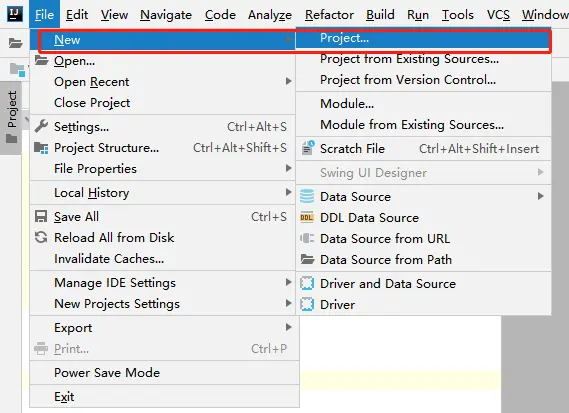 IJ File Edit View Navigate Code Analyze Refactor Build Run Tools VCS Window
Project
New
Open...
Open Recent
Close Project
Settings... Ctrl+Alt+S
Project Structure... Ctrl+Alt+Shift+S
File Properties
Local History
Save All Ctrl+S
Reload All from Disk
Invalidate Caches...
Manage IDE Settings
New Projects Settings
Export
Print... Ctrl+P
Power Save Mode
Exit
Project...
Project from Existing Sources...
Project from Version Control...
Module...
Module from Existing Sources...
Scratch File Ctrl+Alt+Shift+Insert
Swing UI Designer
Data Source
DDL DDL Data Source
Data Source from URL
Data Source from Path
Driver and Data Source
Driver